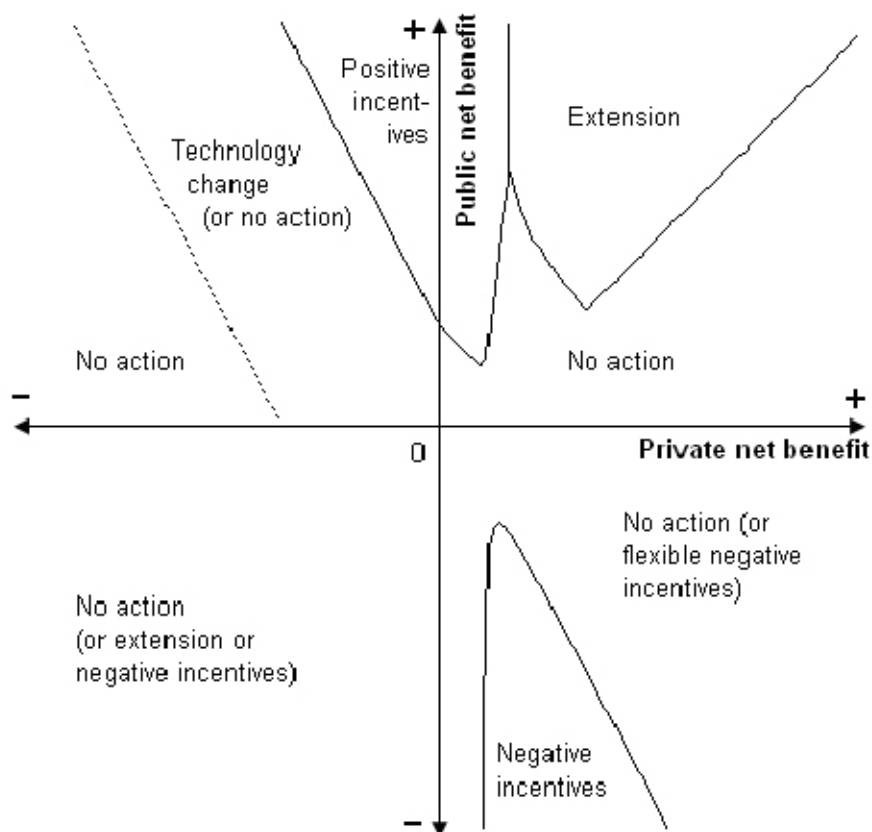 +
Positive
incent-
ives
Public net benefit
Extension
Technology
change
(or no action)
No action
No action
−
+
0
Private net benefit
No action (or
flexible negative
incentives)
No action
(or extension or
negative incentives)
Negative
incentives
−